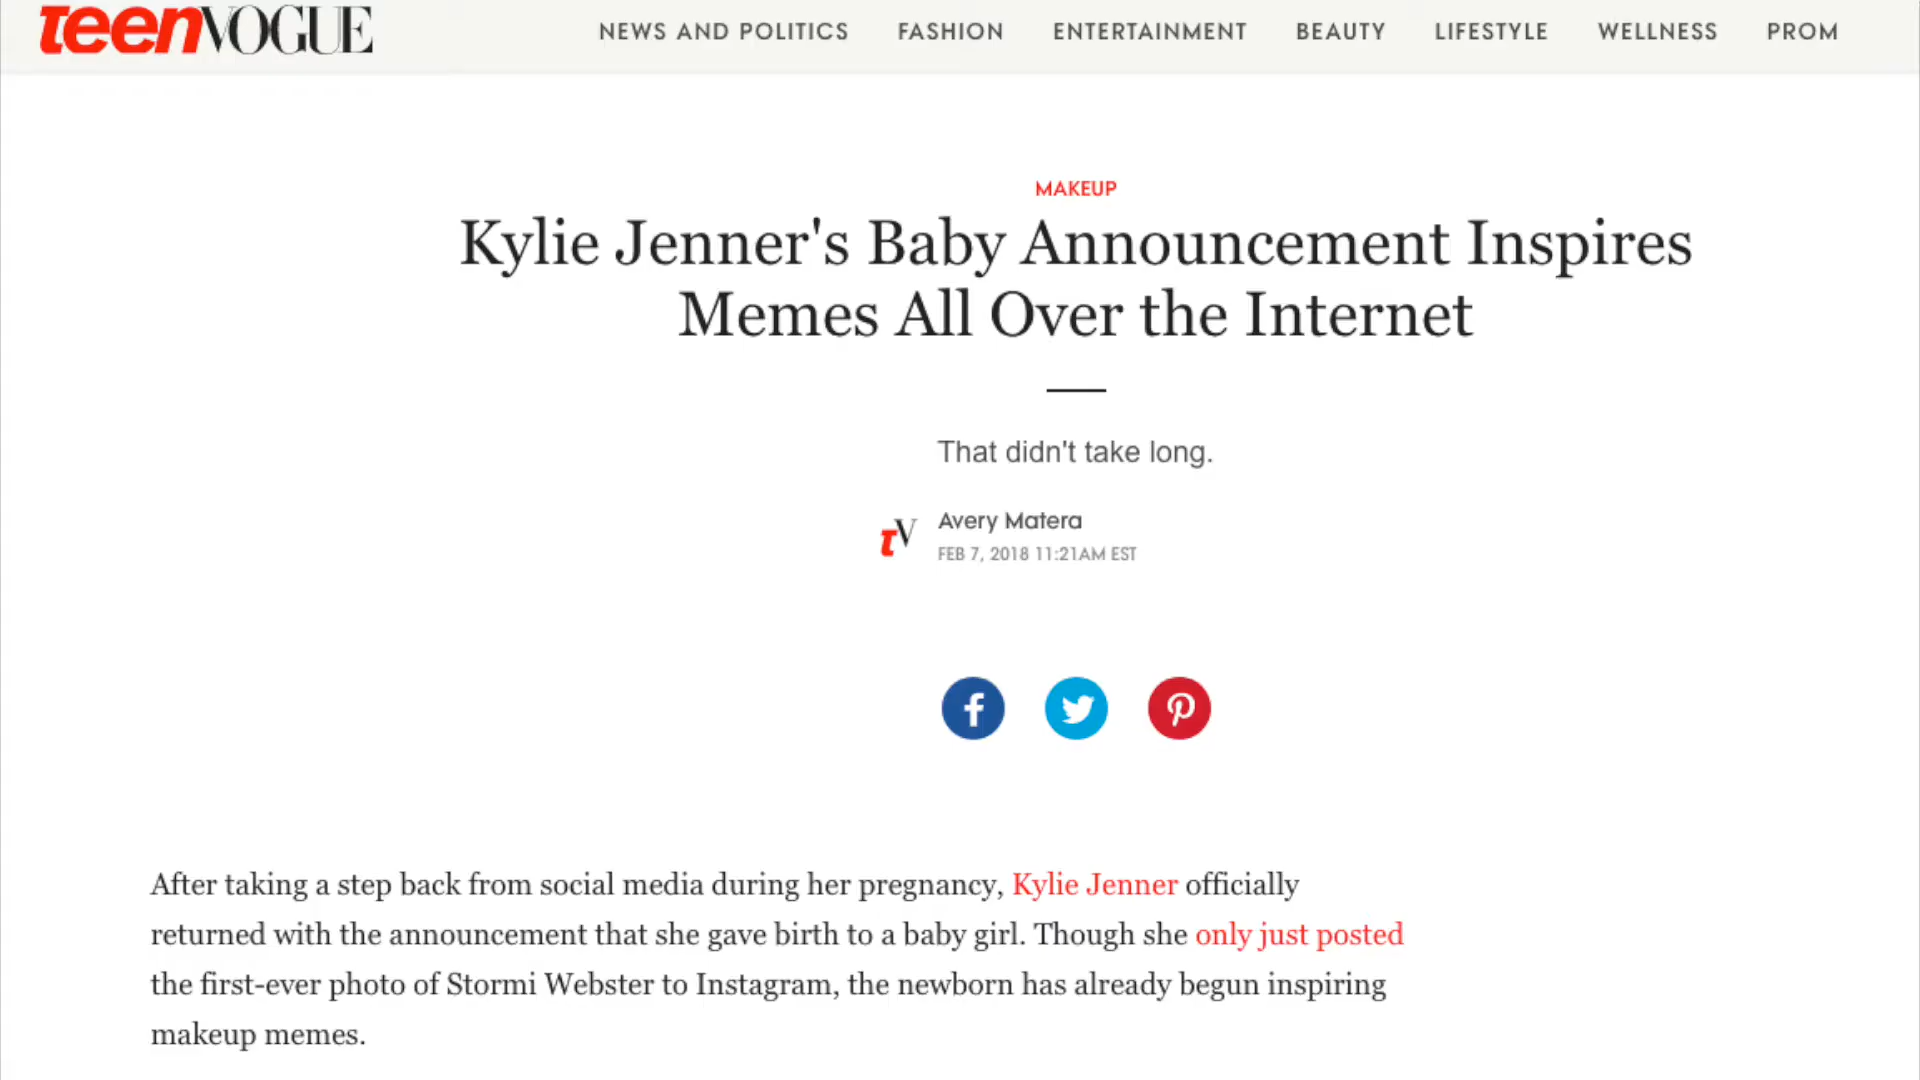 teenVOGUE
NEWS AND POLITICS FASHION ENTERTAINMENT BEAUTY LIFESTYLE WELLNESS PROM
MAKEUP
Kylie Jenner's Baby Announcement Inspires
Memes All Over the Internet
That didn't take long.
tV
Avery Matera
FEB 7, 2018 11:21AM EST
After taking a step back from social media during her pregnancy, Kylie Jenner officially
returned with the announcement that she gave birth to a baby girl. Though she only just posted
the first-ever photo of Stormi Webster to Instagram, the newborn has already begun inspiring
makeup memes.